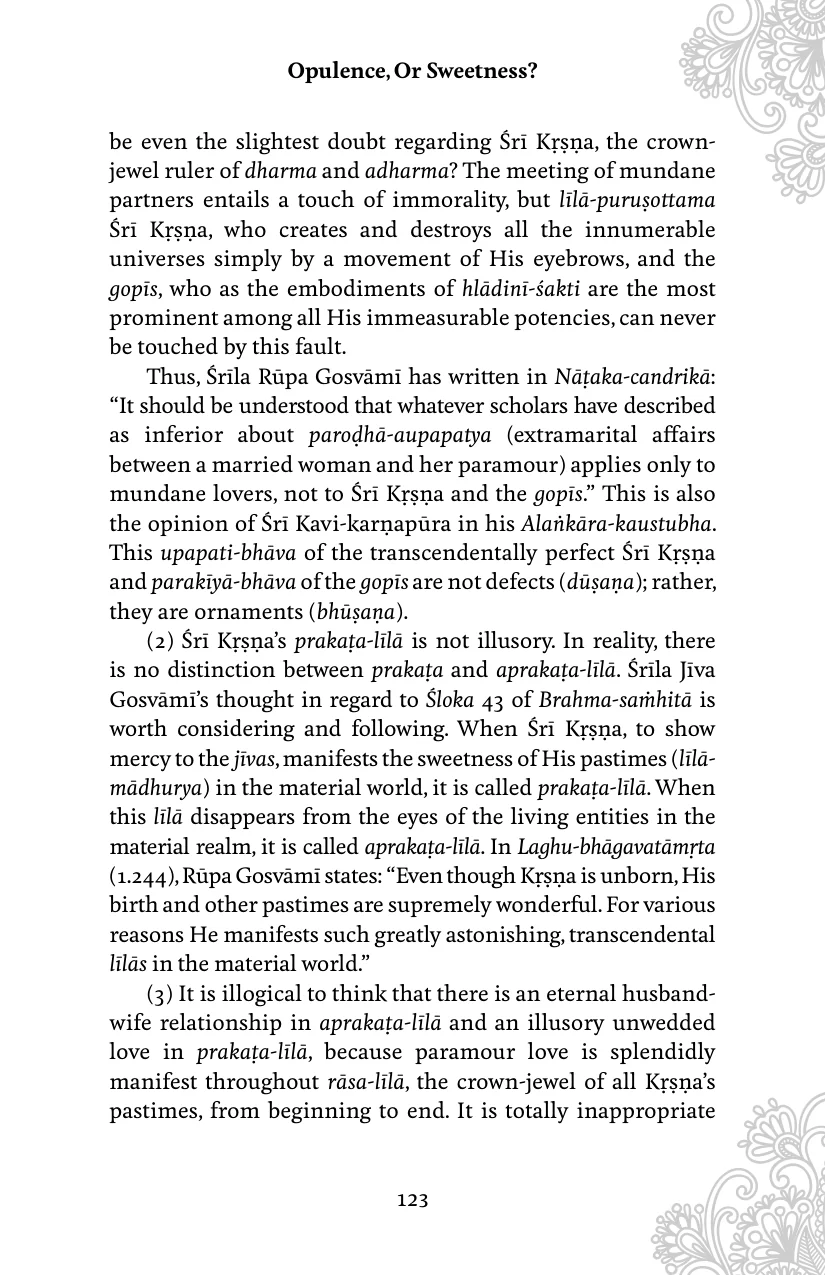 Opulence, Or Sweetness?
be even the slightest doubt regarding Śrī Kṛṣṇa, the crown-
jewel ruler of dharma and adharma? The meeting of mundane
partners entails a touch of immorality, but līlā-puruṣottama
Śrī Kṛṣṇa, who creates and destroys all the innumerable
universes simply by a movement of His eyebrows, and the
gopīs, who as the embodiments of hlādinī-śakti are the most
prominent among all His immeasurable potencies, can never
be touched by this fault.
Thus, Śrīla Rūpa Gosvāmī has written in Nāṭaka-candrikā:
“It should be understood that whatever scholars have described
as inferior about paroḍhā-aupapatya (extramarital affairs
between a married woman and her paramour) applies only to
mundane lovers, not to Śrī Kṛṣṇa and the gopīs.” This is also
the opinion of Śrī Kavi-karṇapūra in his Alaṅkāra-kaustubha.
This upapati-bhāva of the transcendentally perfect Śrī Kṛṣṇa
and parakīyā-bhāva of the gopīs are not defects (dūṣaṇa); rather,
they are ornaments (bhūṣaṇa).
(2) Śrī Kṛṣṇa’s prakaṭa-līlā is not illusory. In reality, there
is no distinction between prakaṭa and aprakaṭa-līlā. Śrīla Jīva
Gosvāmī’s thought in regard to Śloka 43 of Brahma-saṁhitā is
worth considering and following. When Śrī Kṛṣṇa, to show
mercy to the jīvas, manifests the sweetness of His pastimes (līlā-
mādhurya) in the material world, it is called prakaṭa-līlā. When
this līlā disappears from the eyes of the living entities in the
material realm, it is called aprakaṭa-līlā. In Laghu-bhāgavatāmṛta
(1.244), Rūpa Gosvāmī states: “Even though Kṛṣṇa is unborn, His
birth and other pastimes are supremely wonderful. For various
reasons He manifests such greatly astonishing, transcendental
līlās in the material world.”
(3) It is illogical to think that there is an eternal husband-
wife relationship in aprakaṭa-līlā and an illusory unwedded
love in prakaṭa-līlā, because paramour love is splendidly
manifest throughout rāsa-līlā, the crown-jewel of all Kṛṣṇa’s
pastimes, from beginning to end. It is totally inappropriate
123